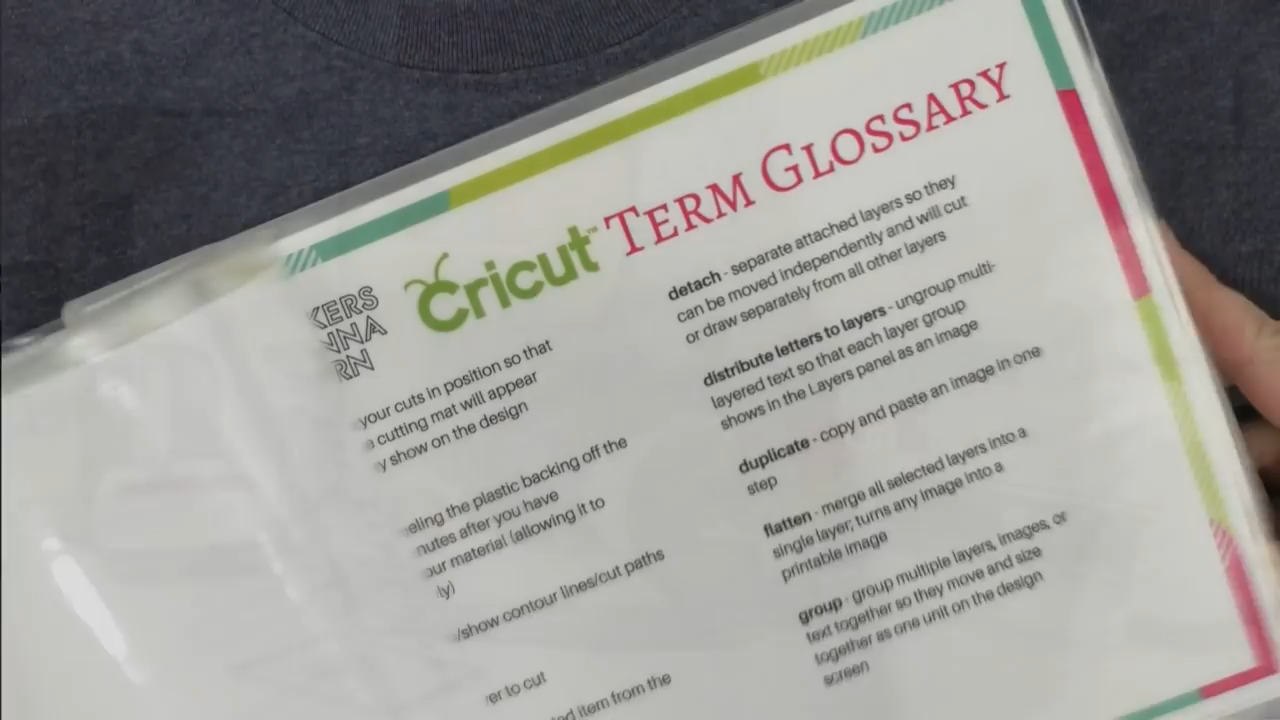 Cricut™ TERM GLOSSARY
KERS
NNA
RN
your cuts in position so that
a cutting mat will appear
y show on the design
eling the plastic backing off the
nutes after you have
our material (allowing it to
ly)
/show contour lines/cut paths
er to cut
ed item from the
detach - separate attached layers so they
can be moved independently and will cut
or draw separately from all other layers
distribute letters to layers - ungroup multi-
layered text so that each layer group
shows in the Layers panel as an image
duplicate - copy and paste an image in one
step
flatten - merge all selected layers into a
single layer; turns any image into a
printable image
group - group multiple layers, images, or
text together so they move and size
together as one unit on the design
screen